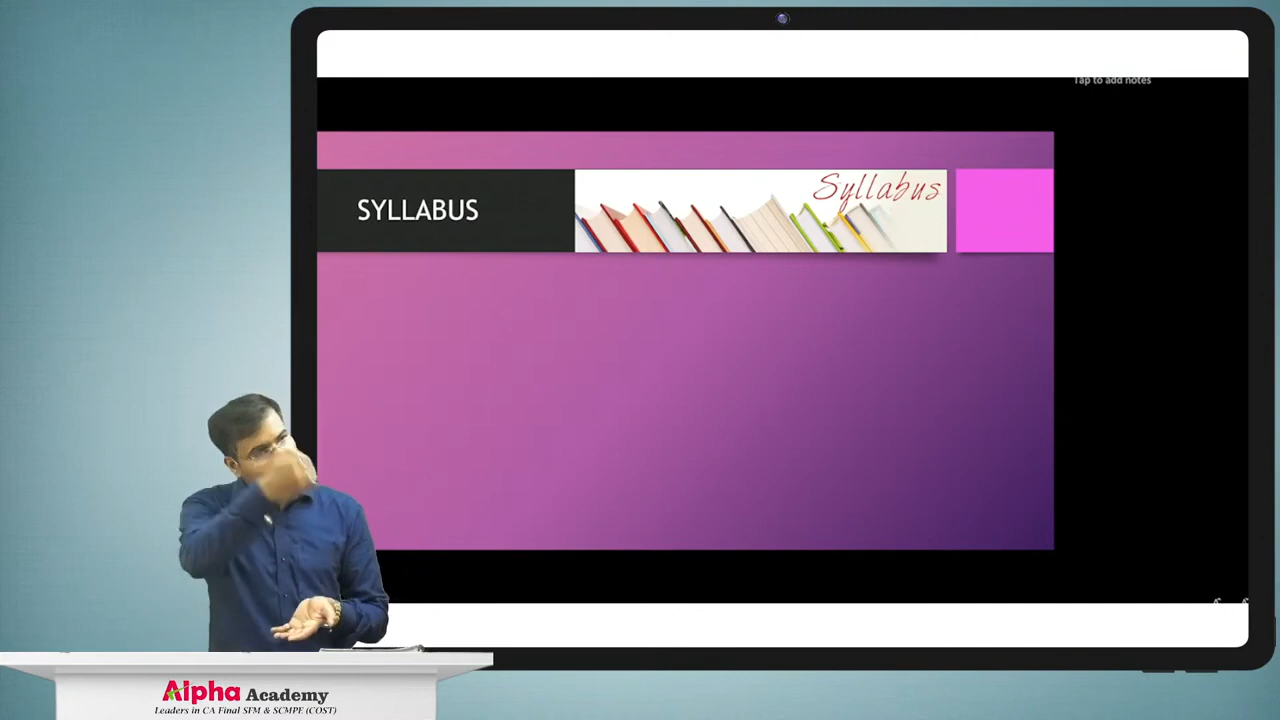 Tap to add notes
SYLLABUS
Syllabus
Alpha Academy
Leaders in CA Final SFM & SCMPE (COST)